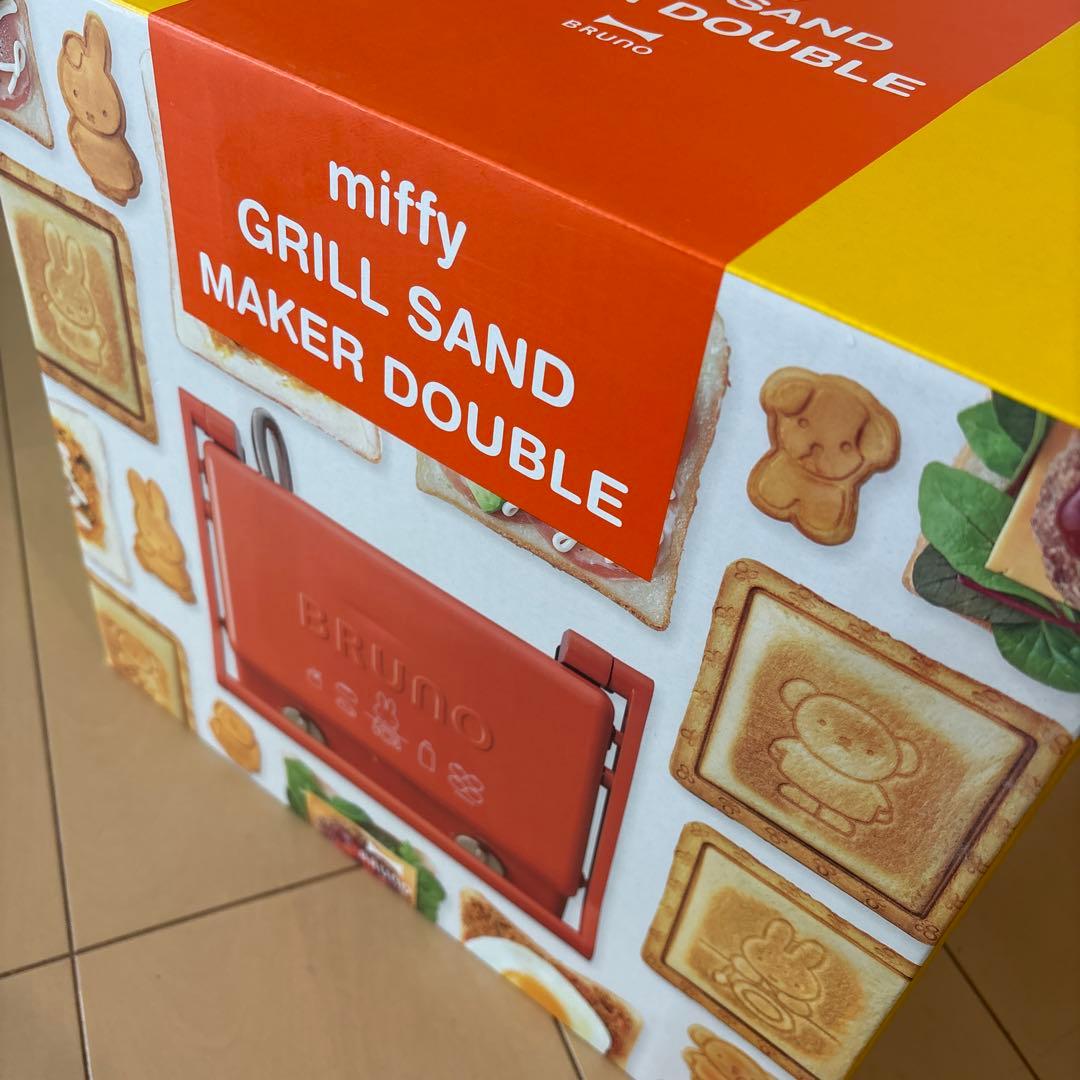 SAND
DOUBLE
BRUNO
miffy
GRILL SAND
MAKER DOUBLE
BRUNO